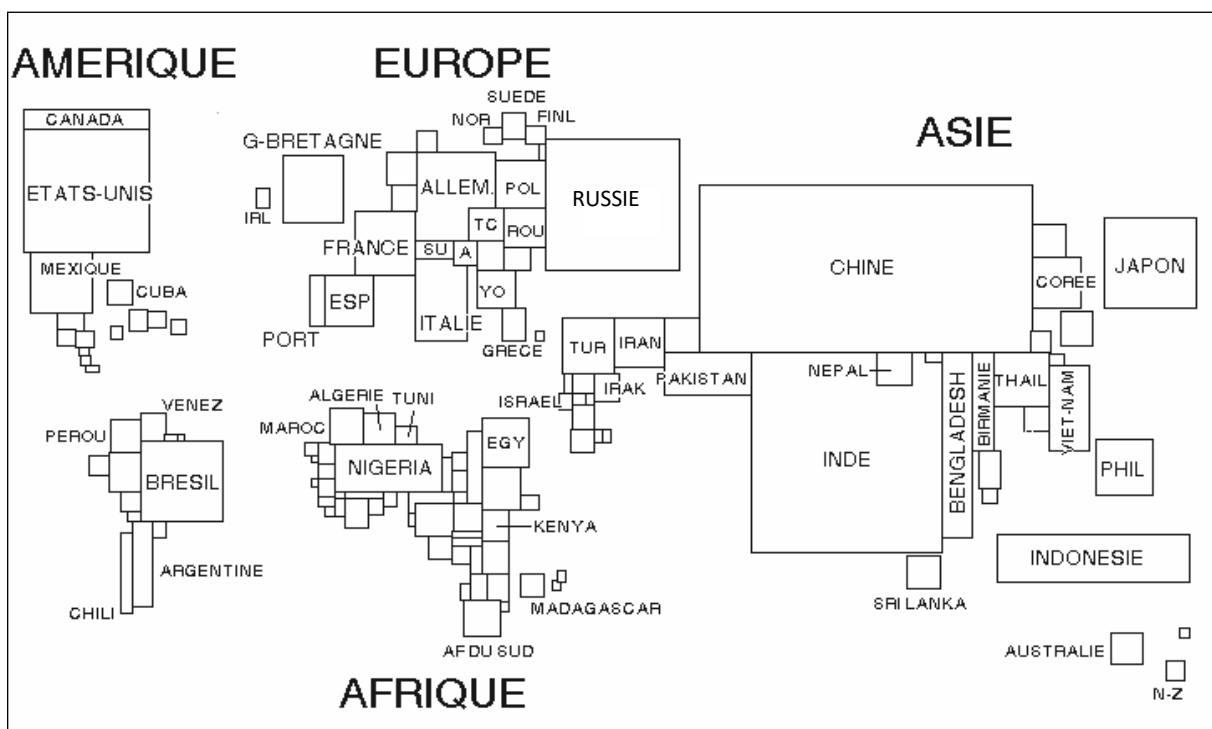 AMERIQUE
CANADA
ETATS-UNIS
MEXIQUE
CUBA
VENEZ
PEROU
BRESIL
ARGENTINE
CHILI
EUROPE
SUEDE
NOR
FINL
G-BRETAGNE
IRL
ALLEM.
POL
RUSSIE
TC
ROU
FRANCE
SU
A
ESP
YO
PORT
ITALIE
GRECE
ASIE
CHINE
COREE
JAPON
TUR
IRAN
IRAK
PAKISTAN
ISRAEL
NEPAL
INDE
BENGLADESH
BIRMANIE
THAIL
VIET-NAM
PHIL
INDONESIE
SRI LANKA
AUSTRALIE
N-Z
ALGERIE
TUNI
MAROC
EGY
NIGERIA
KENYA
MADAGASCAR
AF DU SUD
AFRIQUE